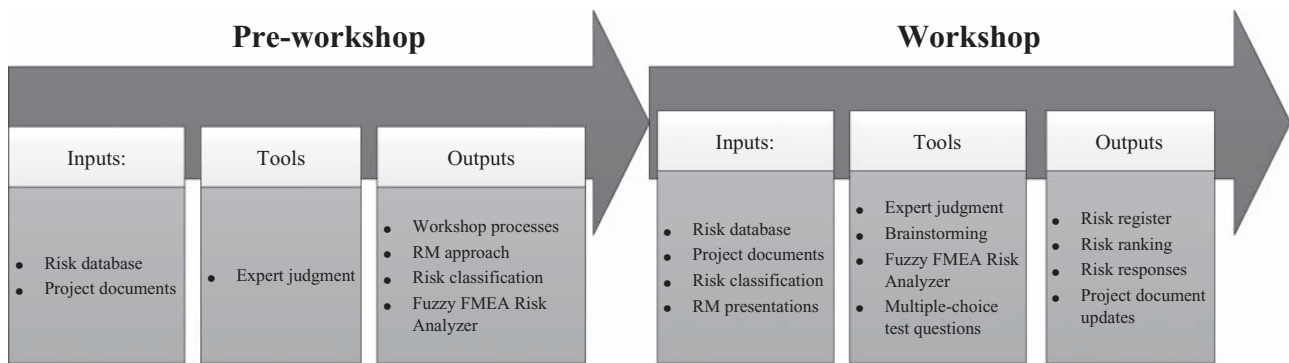 Pre-workshop
Workshop
Inputs:
• Risk database
• Project documents
Tools
• Expert judgment
Outputs
• Workshop processes
• RM approach
• Risk classification
• Fuzzy FMEA Risk
Analyzer
Inputs:
• Risk database
• Project documents
• Risk classification
• RM presentations
Tools
• Expert judgment
• Brainstorming
• Fuzzy FMEA Risk
Analyzer
• Multiple-choice
test questions
Outputs
• Risk register
• Risk ranking
• Risk responses
• Project document
updates